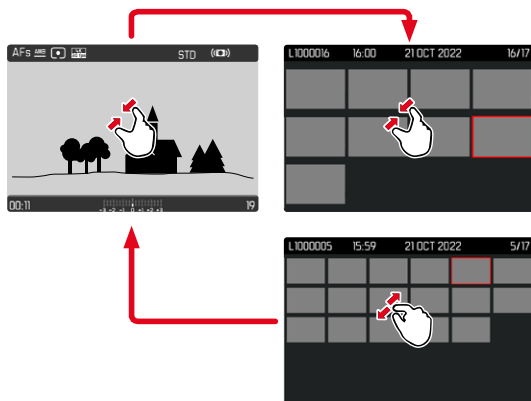 AFs AWB STD
L1000016 16:00 21 OCT 2022 16/17
00:11 +3 +2 +1 0 +1 +2 +3 19
L1000005 15:59 21 OCT 2022 5/17